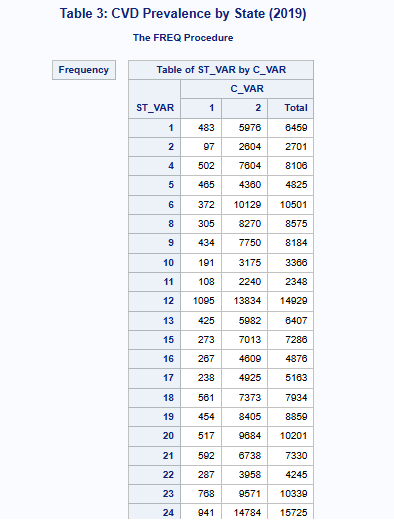 Table 3: CVD Prevalence by State (2019)
The FREQ Procedure
Frequency
Table of ST_VAR by C_VAR
C_VAR
ST_VAR 1 2 Total
1 483 5976 6459
2 97 2604 2701
4 502 7604 8106
5 465 4360 4825
6 372 10129 10501
8 305 8270 8575
9 434 7750 8184
10 191 3175 3366
11 108 2240 2348
12 1095 13834 14929
13 425 5982 6407
15 273 7013 7286
16 267 4609 4876
17 238 4925 5163
18 561 7373 7934
19 454 8405 8859
20 517 9684 10201
21 592 6738 7330
22 287 3958 4245
23 768 9571 10339
24 941 14784 15725